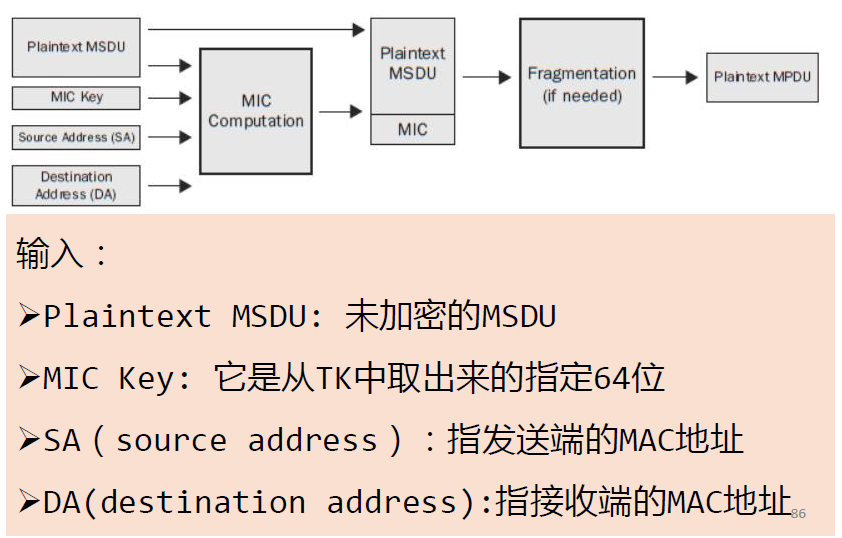 Plaintext MSDU
MIC Key
Source Address (SA)
Destination
Address (DA)
MIC
Computation
Plaintext
MSDU
MIC
Fragmentation
(if needed)
Plaintext MPDU
输入：
➢Plaintext MSDU: 未加密的MSDU
➢MIC Key: 它是从TK中取出来的指定64位
➢SA（source address）：指发送端的MAC地址
➢DA(destination address):指接收端的MAC地址
86